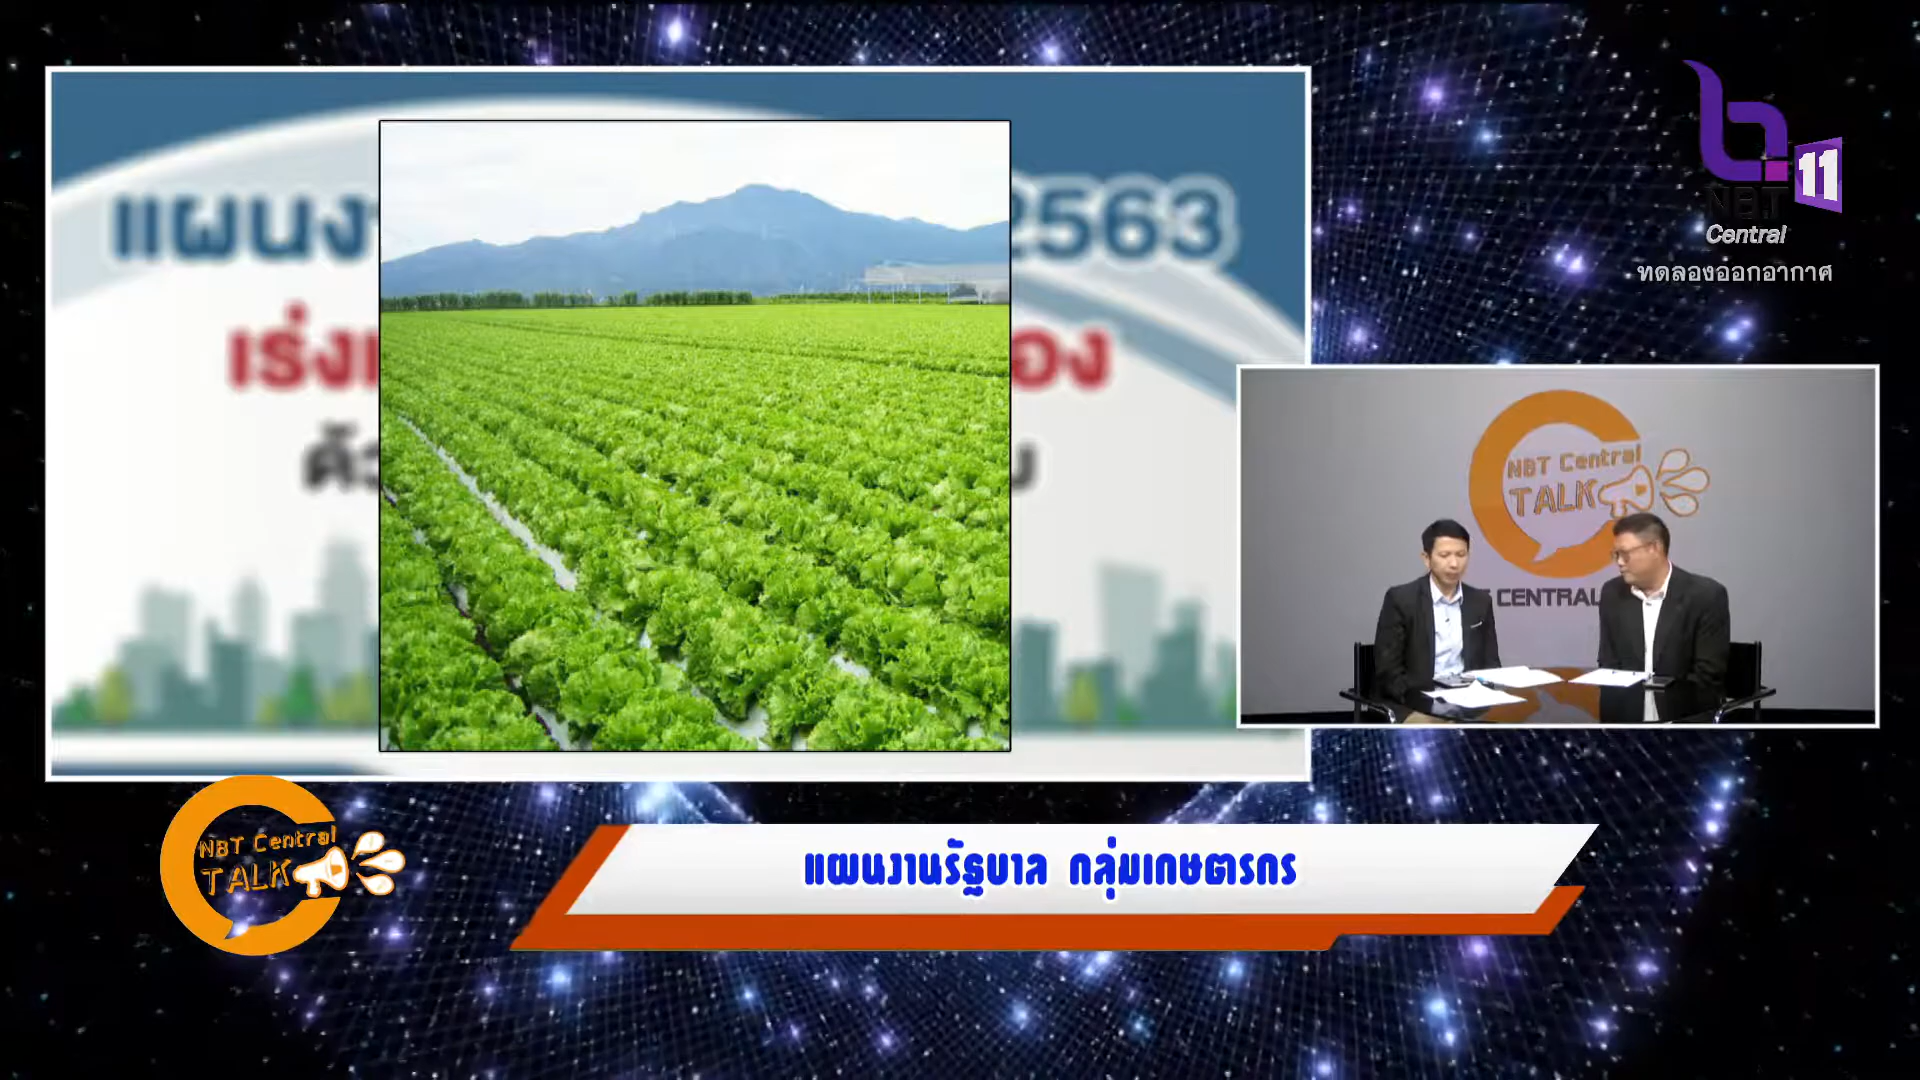 แผนง
2563
เร่งเ
อง
NBT
11
Central
ทดลองออกอากาศ
NBT Central
TALK
CENTRAL
NBT Central
TALK
แผนงานรัฐบาล กลุ่มเกษตรกร